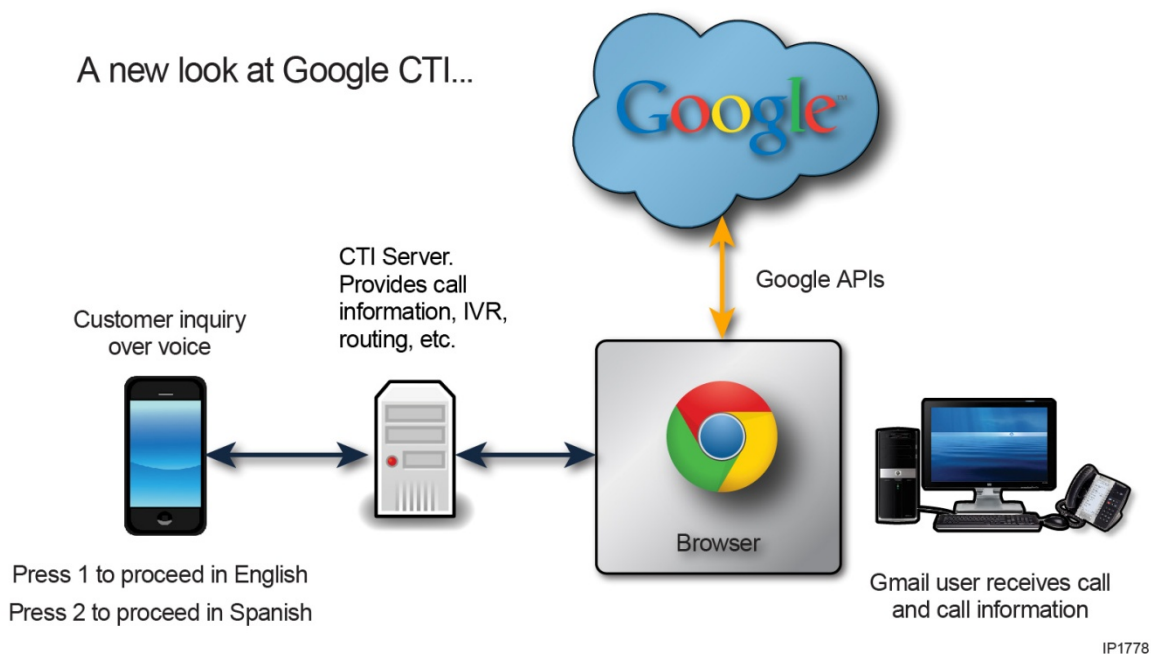 A new look at Google CTI...
Google™
CTI Server.
Provides call
information, IVR,
routing, etc.
Google APIs
Customer inquiry
over voice
Browser
Press 1 to proceed in English
Press 2 to proceed in Spanish
Gmail user receives call
and call information
IP1778